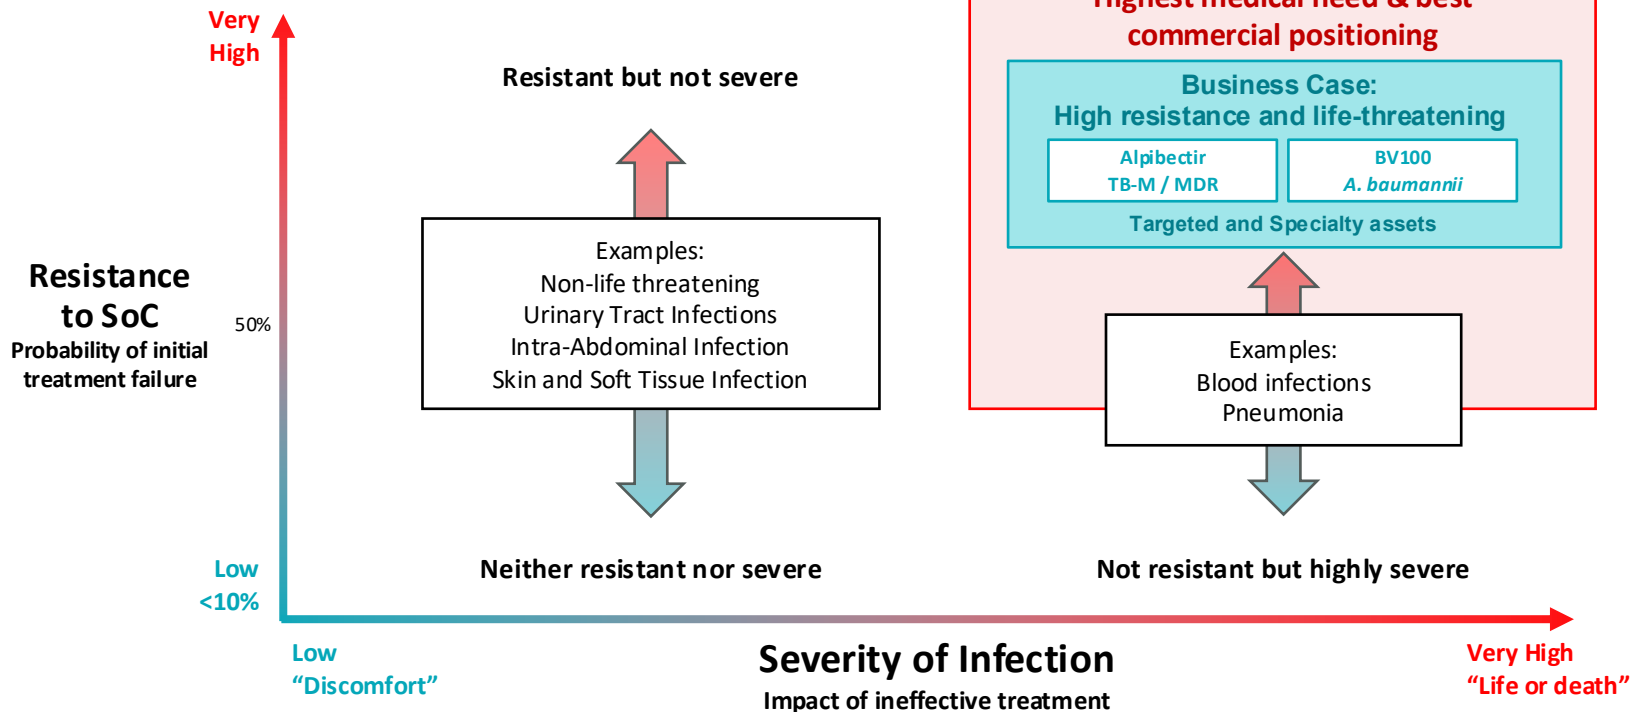 Highest medical need & best
commercial positioning
Very
High
Resistant but not severe
Business Case:
High resistance and life-threatening
Alpibectir
TB-M / MDR
BV100
A. baumannii
Targeted and Specialty assets
Resistance
to SoC
Probability of initial
treatment failure
50%
Examples:
Non-life threatening
Urinary Tract Infections
Intra-Abdominal Infection
Skin and Soft Tissue Infection
Examples:
Blood infections
Pneumonia
Low
<10%
Neither resistant nor severe
Not resistant but highly severe
Low
“Discomfort”
Severity of Infection
Impact of ineffective treatment
Very High
“Life or death”